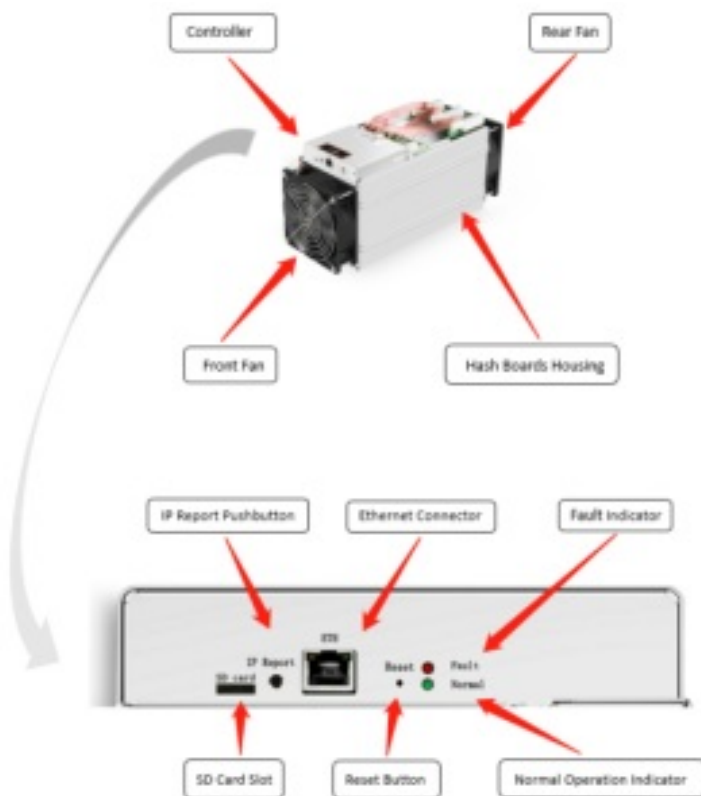 Controller
Rear Fan
Front Fan
Hash Boards Housing
IP Report Pushbutton
Ethernet Connector
Fault Indicator
ETH
IP Report
SD card
Reset
Fault
Normal
SD Card Slot
Reset Button
Normal Operation Indicator